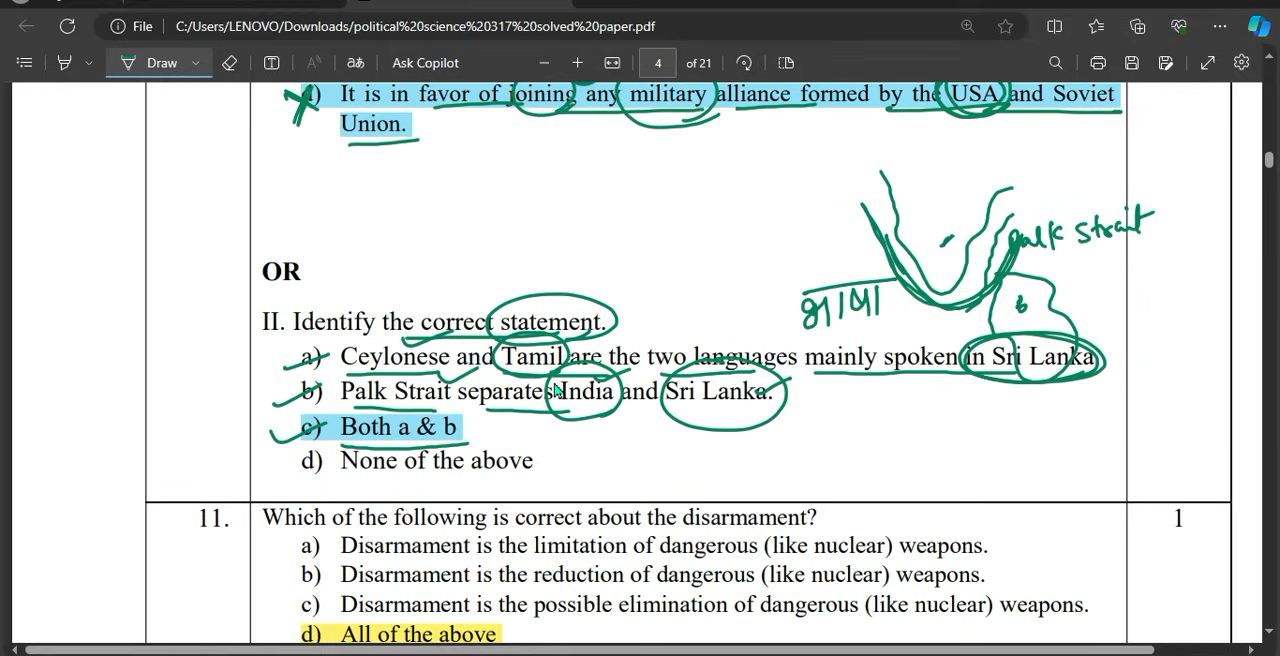 File
C:/Users/LENOVO/Downloads/political%20science%20317%20solved%20paper.pdf
Draw
Ask Copilot
4 of 21
d) It is in favor of joining any military alliance formed by the USA and Soviet
Union.
Palk Strait
OR
II. Identify the correct statement.
a) Ceylonese and Tamil are the two languages mainly spoken in Sri Lanka
b) Palk Strait separates India and Sri Lanka.
c) Both a & b
d) None of the above
11. Which of the following is correct about the disarmament? 1
a) Disarmament is the limitation of dangerous (like nuclear) weapons.
b) Disarmament is the reduction of dangerous (like nuclear) weapons.
c) Disarmament is the possible elimination of dangerous (like nuclear) weapons.
d) All of the above